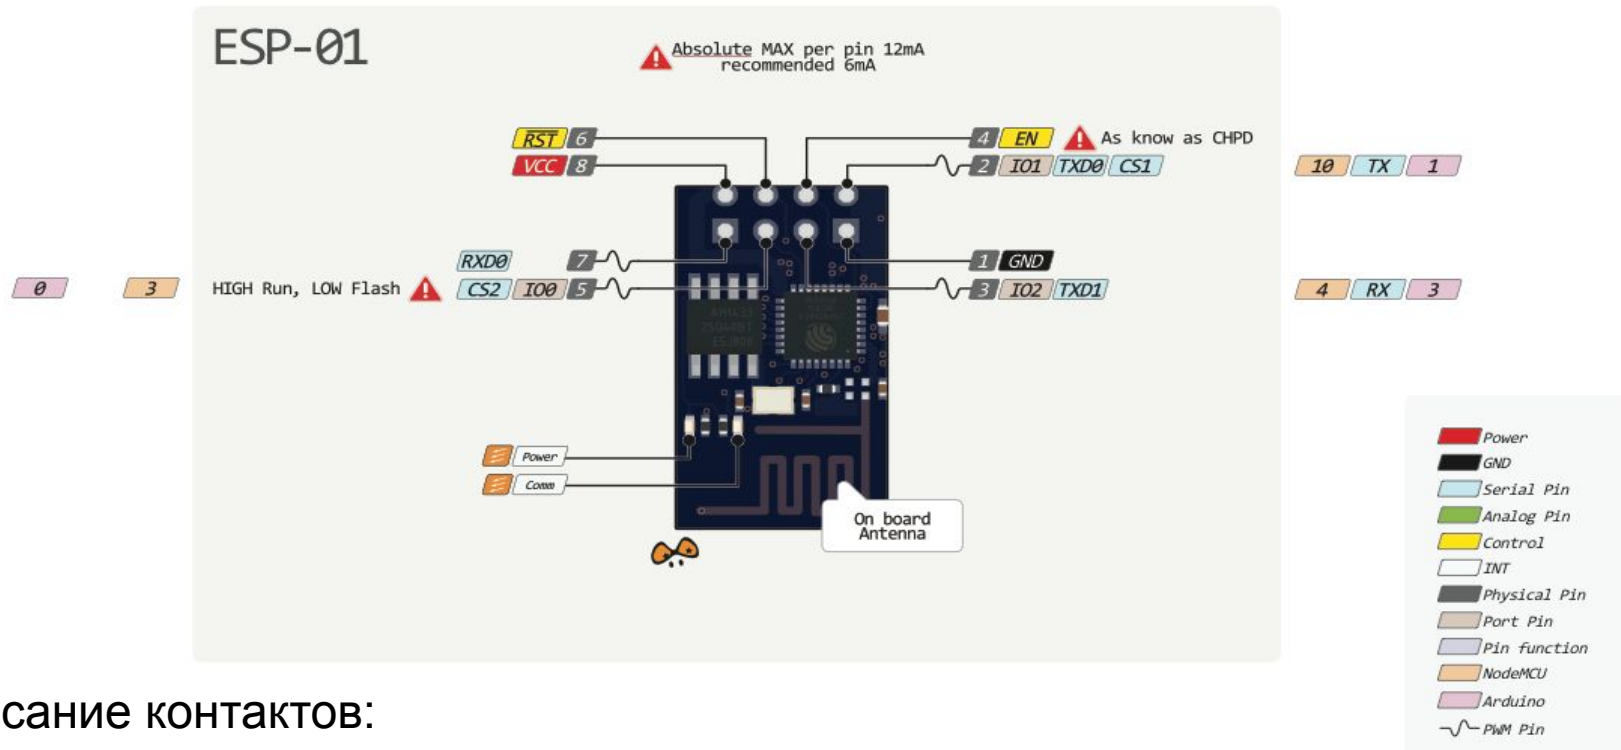 ESP-01
Absolute MAX per pin 12mA
recommended 6mA
RST 6
4 EN As know as CHPD
VCC 8
2 IO1 TXD0 CS1 10 TX 1
RXD0 7
1 GND
0 3 HIGH Run, LOW Flash CS2 IO0 5
3 IO2 TXD1 4 RX 3
Power
Comm
On board
Antenna
Power
GND
Serial Pin
Analog Pin
Control
INT
Physical Pin
Port Pin
Pin function
NodeMCU
Arduino
PWM Pin
сание контактов: